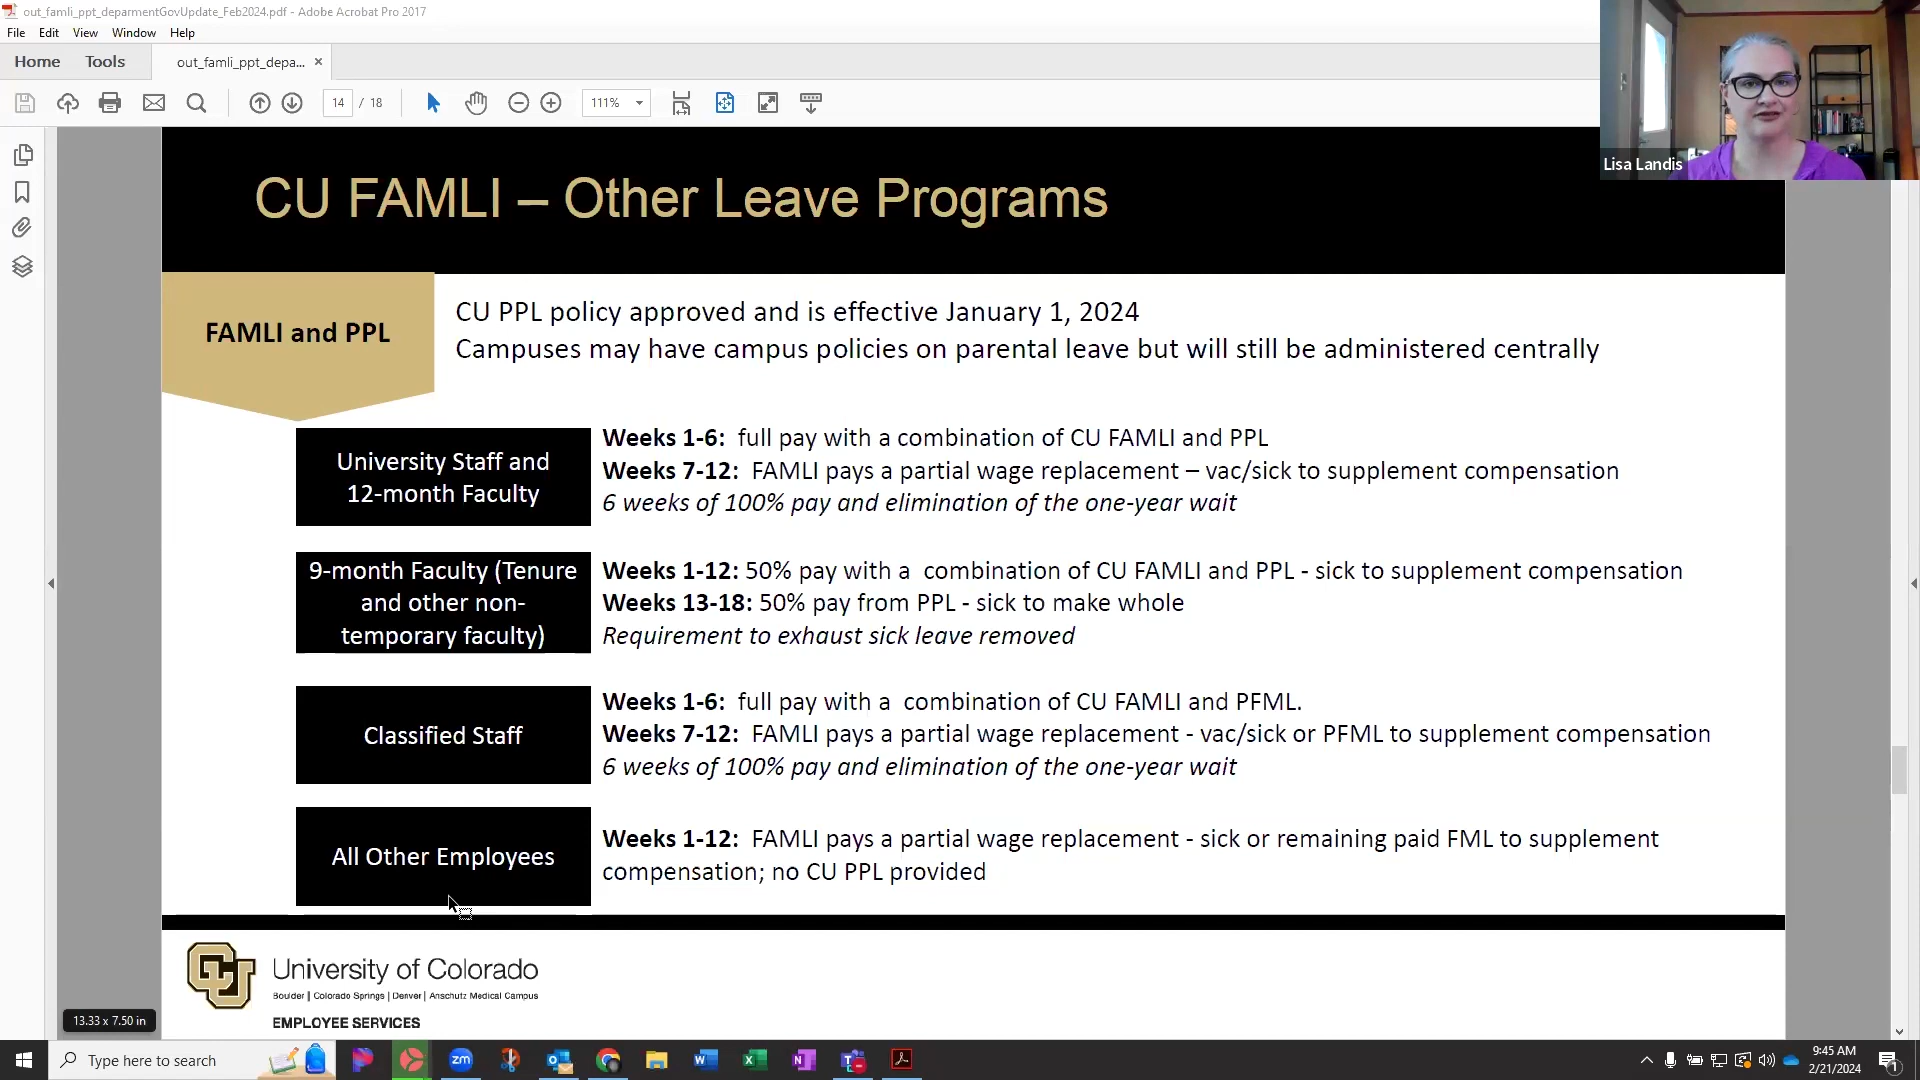 out_famli_ppt_deparmentGovUpdate_Feb2024.pdf - Adobe Acrobat Pro 2017
File Edit View Window Help
Home Tools out_famli_ppt_depa... ×
14 / 18 111%
Lisa Landis
CU FAMLI – Other Leave Programs
FAMLI and PPL
CU PPL policy approved and is effective January 1, 2024
Campuses may have campus policies on parental leave but will still be administered centrally
University Staff and
12-month Faculty
Weeks 1-6: full pay with a combination of CU FAMLI and PPL
Weeks 7-12: FAMLI pays a partial wage replacement – vac/sick to supplement compensation
6 weeks of 100% pay and elimination of the one-year wait
9-month Faculty (Tenure
and other non-
temporary faculty)
Weeks 1-12: 50% pay with a combination of CU FAMLI and PPL - sick to supplement compensation
Weeks 13-18: 50% pay from PPL - sick to make whole
Requirement to exhaust sick leave removed
Classified Staff
Weeks 1-6: full pay with a combination of CU FAMLI and PFML.
Weeks 7-12: FAMLI pays a partial wage replacement - vac/sick or PFML to supplement compensation
6 weeks of 100% pay and elimination of the one-year wait
All Other Employees
Weeks 1-12: FAMLI pays a partial wage replacement - sick or remaining paid FML to supplement
compensation; no CU PPL provided
CU
University of Colorado
Boulder | Colorado Springs | Denver | Anschutz Medical Campus
EMPLOYEE SERVICES
13.33 x 7.50 in
Type here to search
zm
9:45 AM
2/21/2024
1